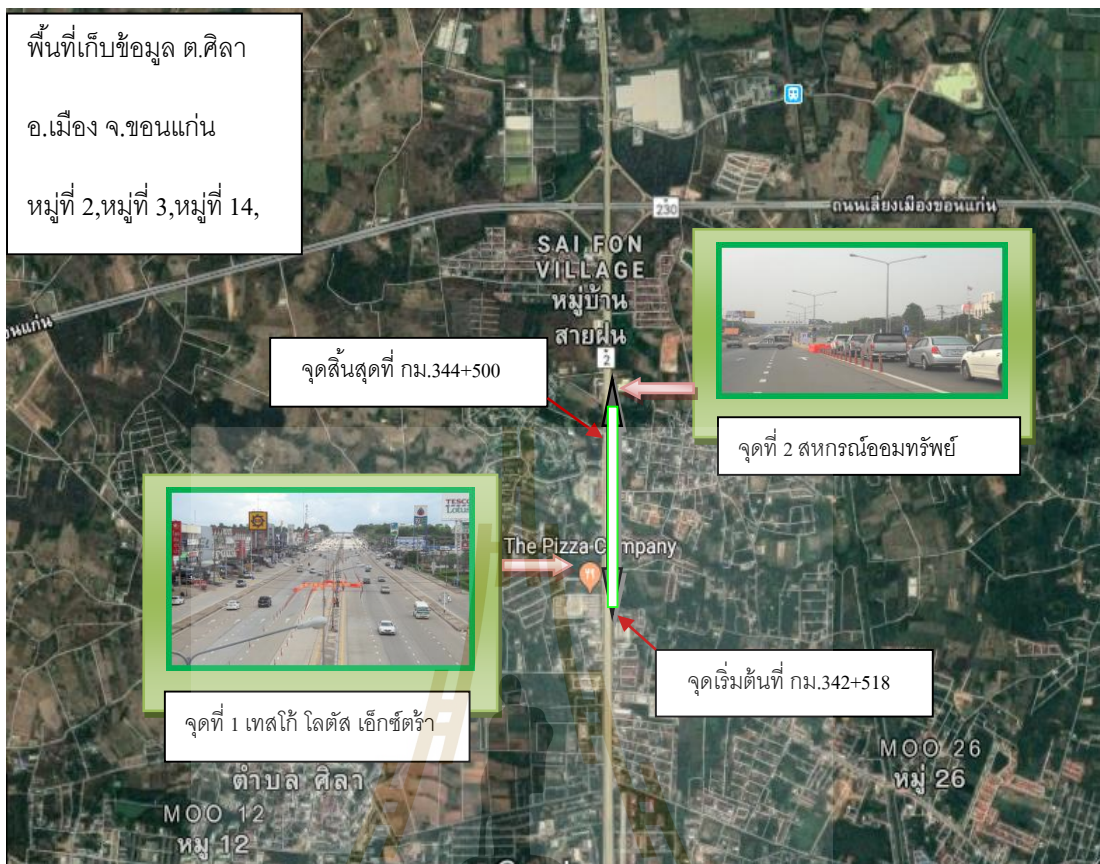 พื้นที่เก็บข้อมูล ต.ศิลา
อ.เมือง จ.ขอนแก่น
หมู่ที่ 2,หมู่ที่ 3,หมู่ที่ 14,
230
ถนนเลี่ยงเมืองขอนแก่น
SAI FON
VILLAGE
หมู่บ้าน
สายฝน
2
จุดสิ้นสุดที่ กม.344+500
จุดที่ 2 สหกรณ์ออมทรัพย์
TESCO
Lotus
The Pizza Company
จุดเริ่มต้นที่ กม.342+518
จุดที่ 1 เทสโก้ โลตัส เอ็กซ์ตร้า
ตำบล ศิลา
MOO 12
หมู่ 12
MOO 26
หมู่ 26